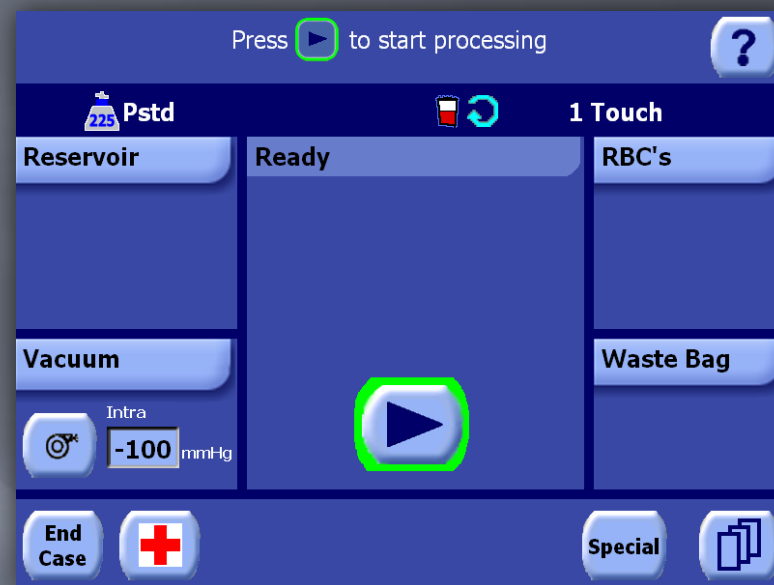 Press to start processing
?
225 Pstd
1 Touch
Reservoir
Ready
RBC's
Vacuum
Waste Bag
Intra
-100 mmHg
End
Case
Special